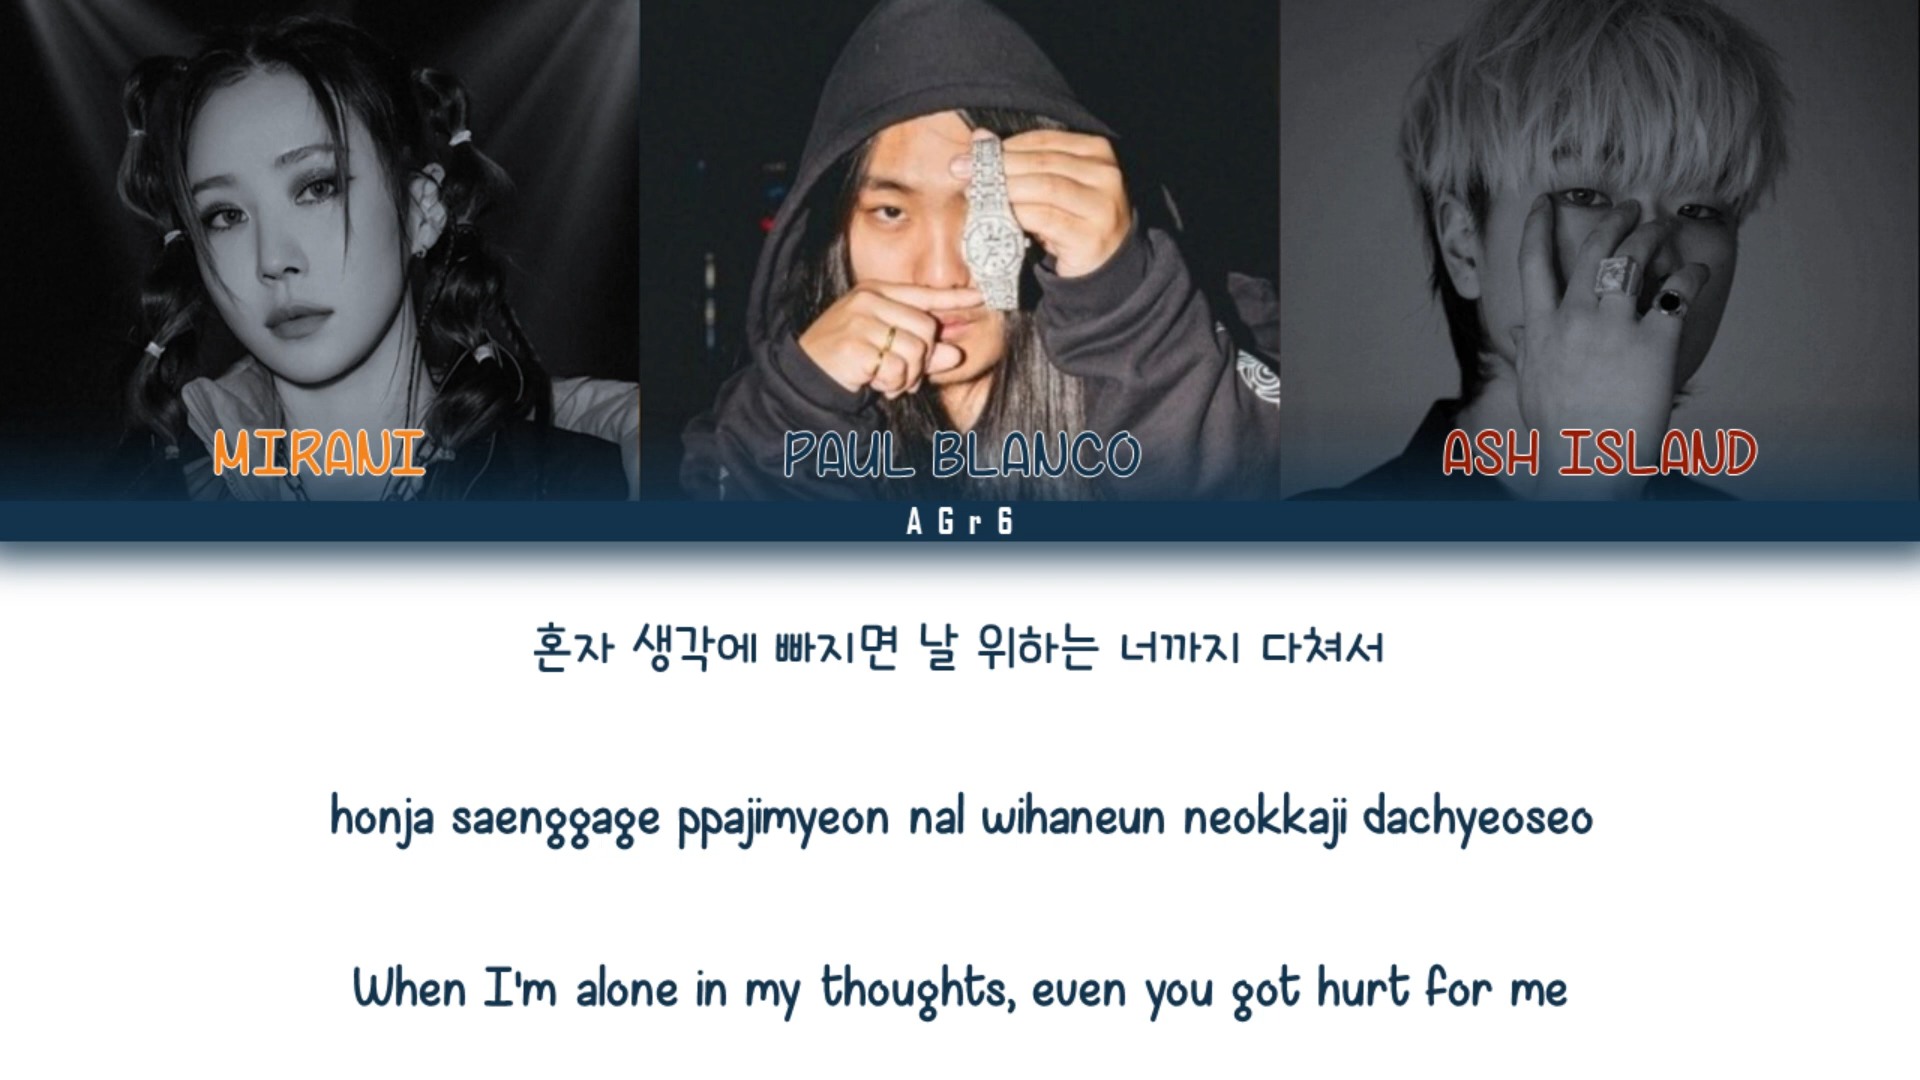 MIRANI
PAUL BLANCO
ASH ISLAND
AGr6
혼자 생각에 빠지면 날 위하는 너까지 다쳐서
honja saenggage ppajimyeon nal wihaneun neokkaji dachyeoseo
When I'm alone in my thoughts, even you got hurt for me